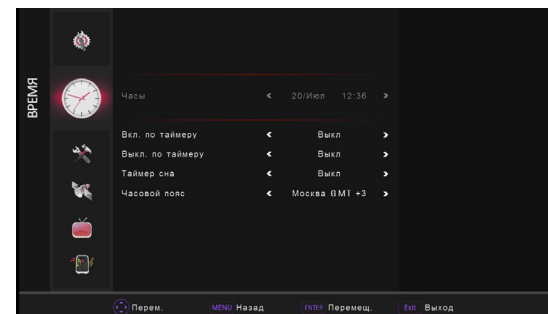 ВРЕМЯ
Часы < 20/Июл 12:36 >
Вкл. по таймеру < Выкл >
Выкл. по таймеру < Выкл >
Таймер сна < Выкл >
Часовой пояс < Москва GMT +3 >
Перем. MENU Назад ENTER Перемещ. Exit Выход